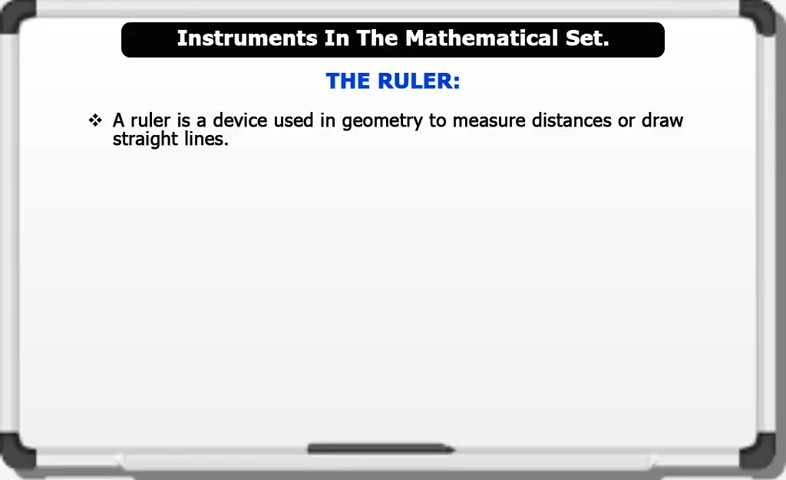 Instruments In The Mathematical Set.
THE RULER:
❖ A ruler is a device used in geometry to measure distances or draw
straight lines.